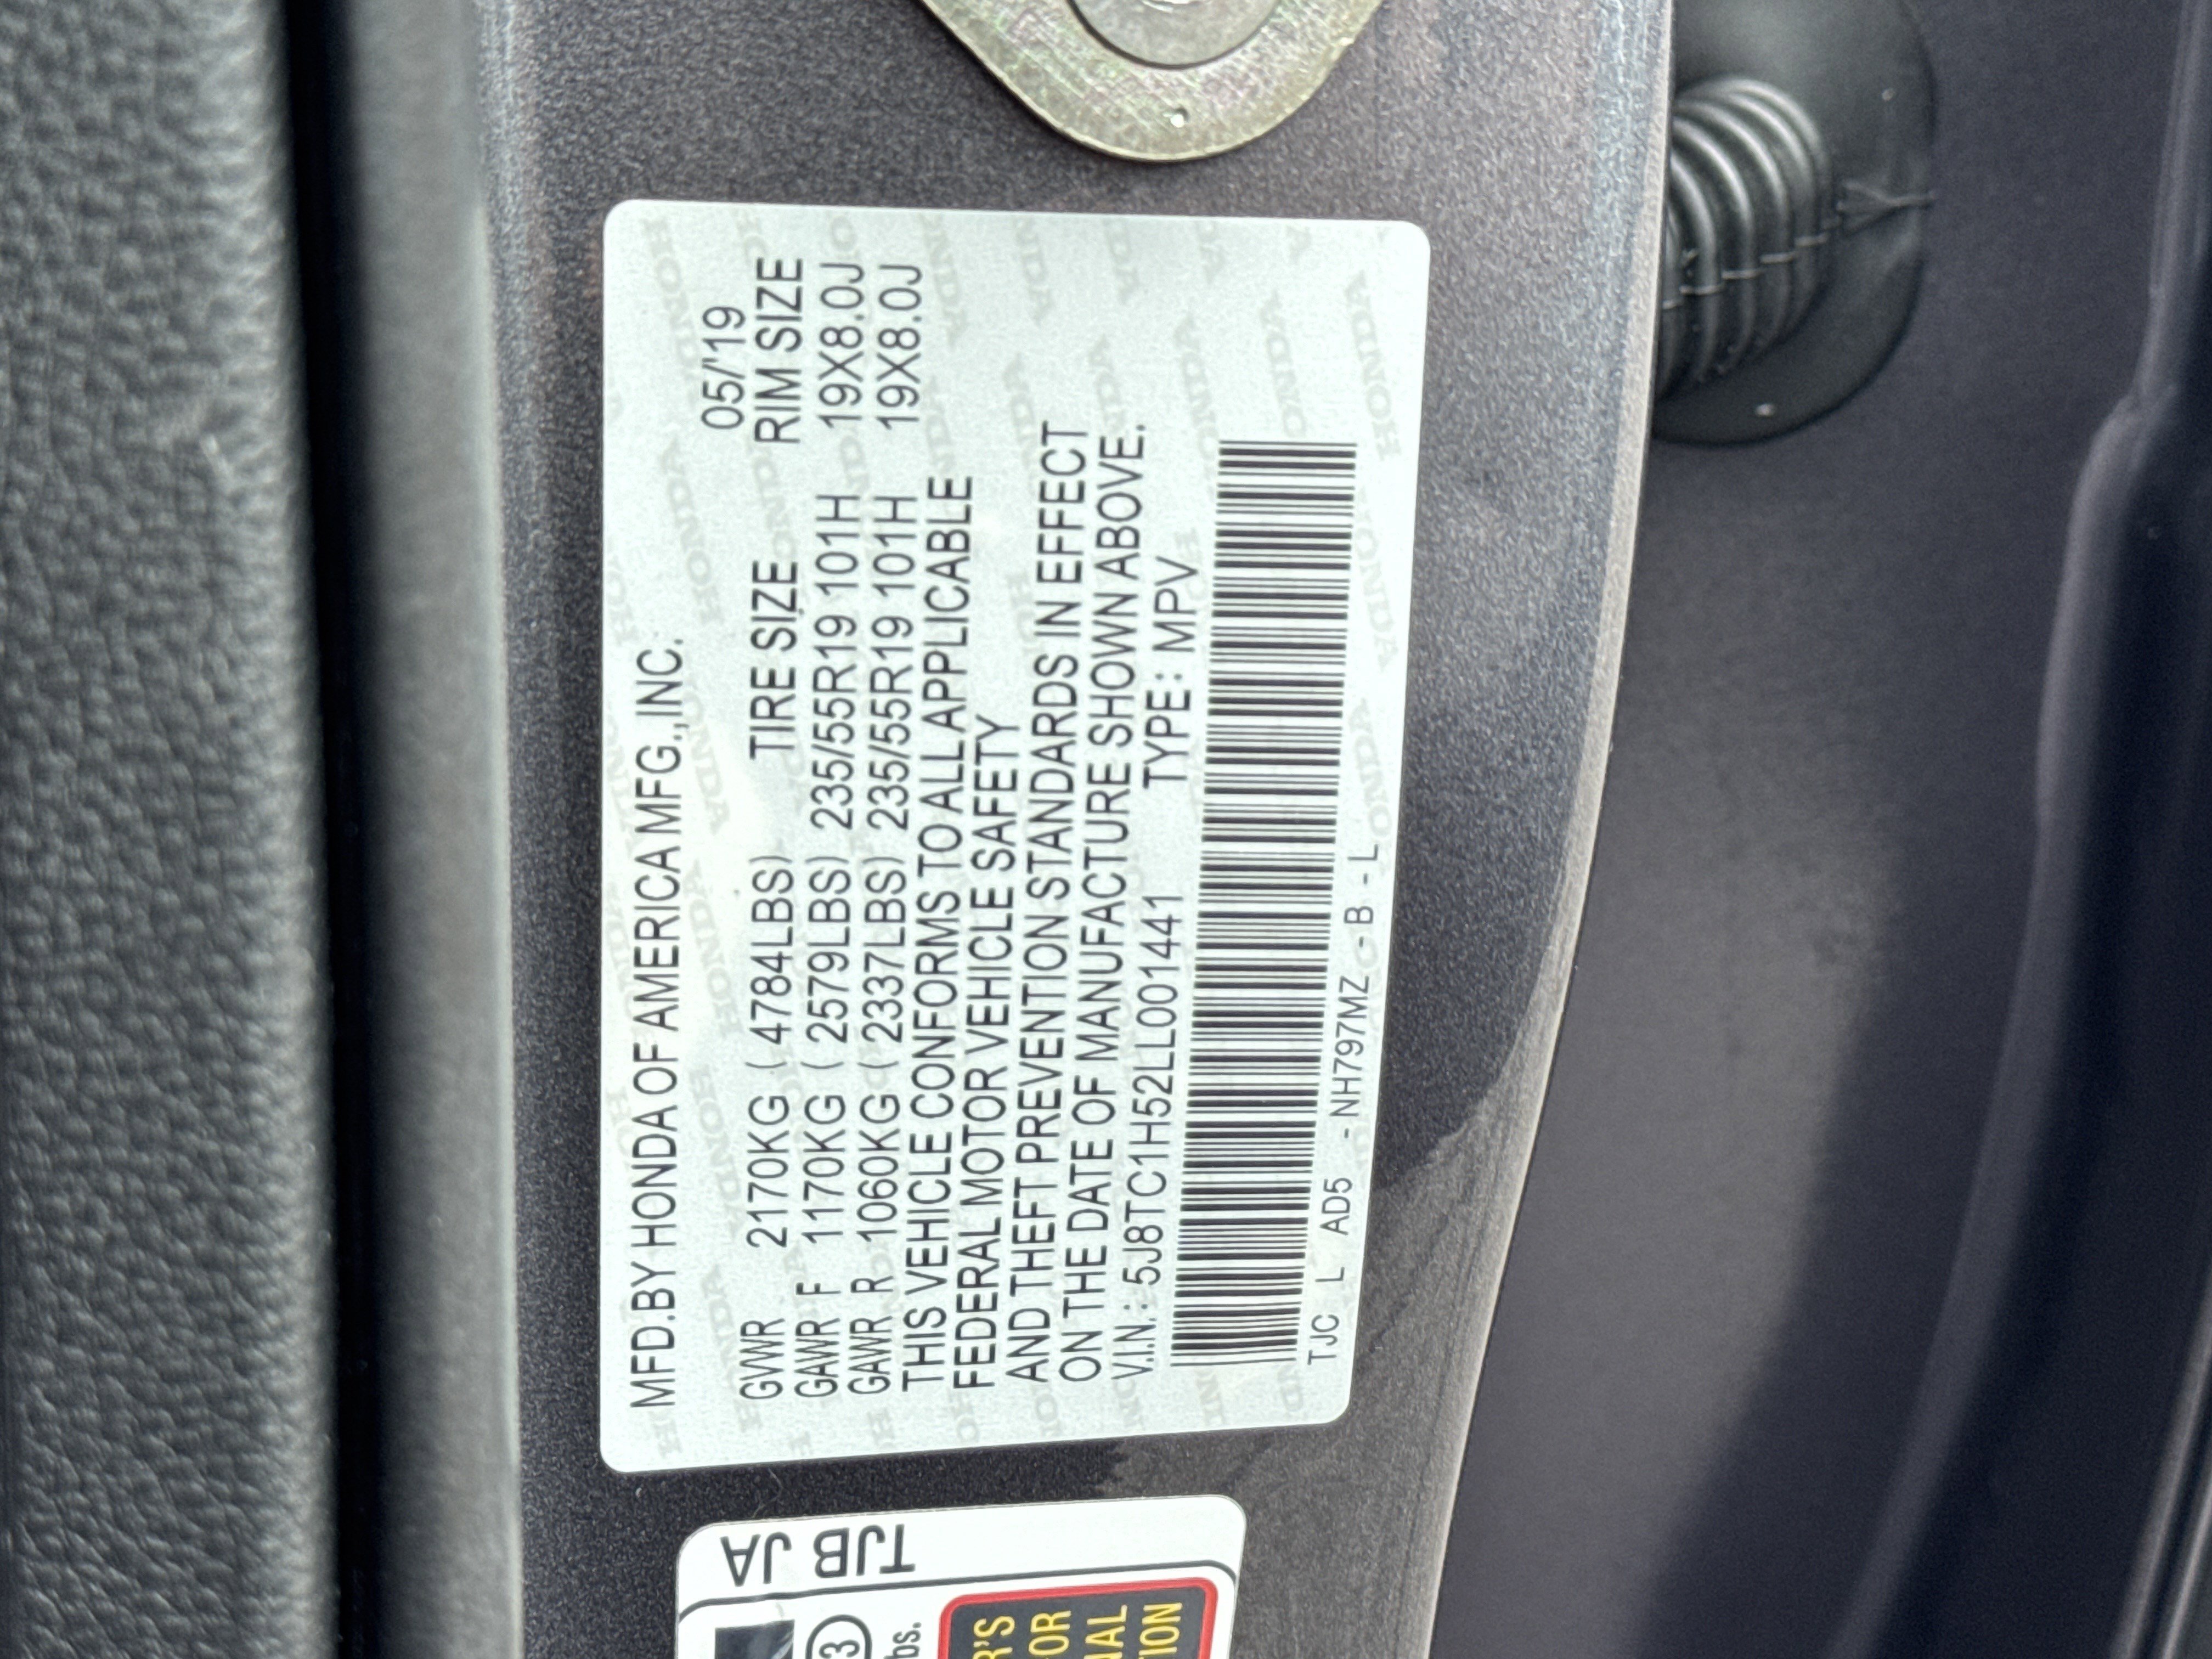 MFD.BY HONDA OF AMERICA MFG.,INC.
05/'19
GVWR 2170KG ( 4784LBS) TIRE SIZE RIM SIZE
GAWR F 1170KG ( 2579LBS) 235/55R19 101H 19X8.0J
GAWR R 1060KG ( 2337LBS) 235/55R19 101H 19X8.0J
THIS VEHICLE CONFORMS TO ALL APPLICABLE
FEDERAL MOTOR VEHICLE SAFETY
AND THEFT PREVENTION STANDARDS IN EFFECT
ON THE DATE OF MANUFACTURE SHOWN ABOVE.
V.I.N.: 5J8TC1H52LL001441 TYPE: MPV
TJC L AD5 - NH797MZ - B - L
TJB JA